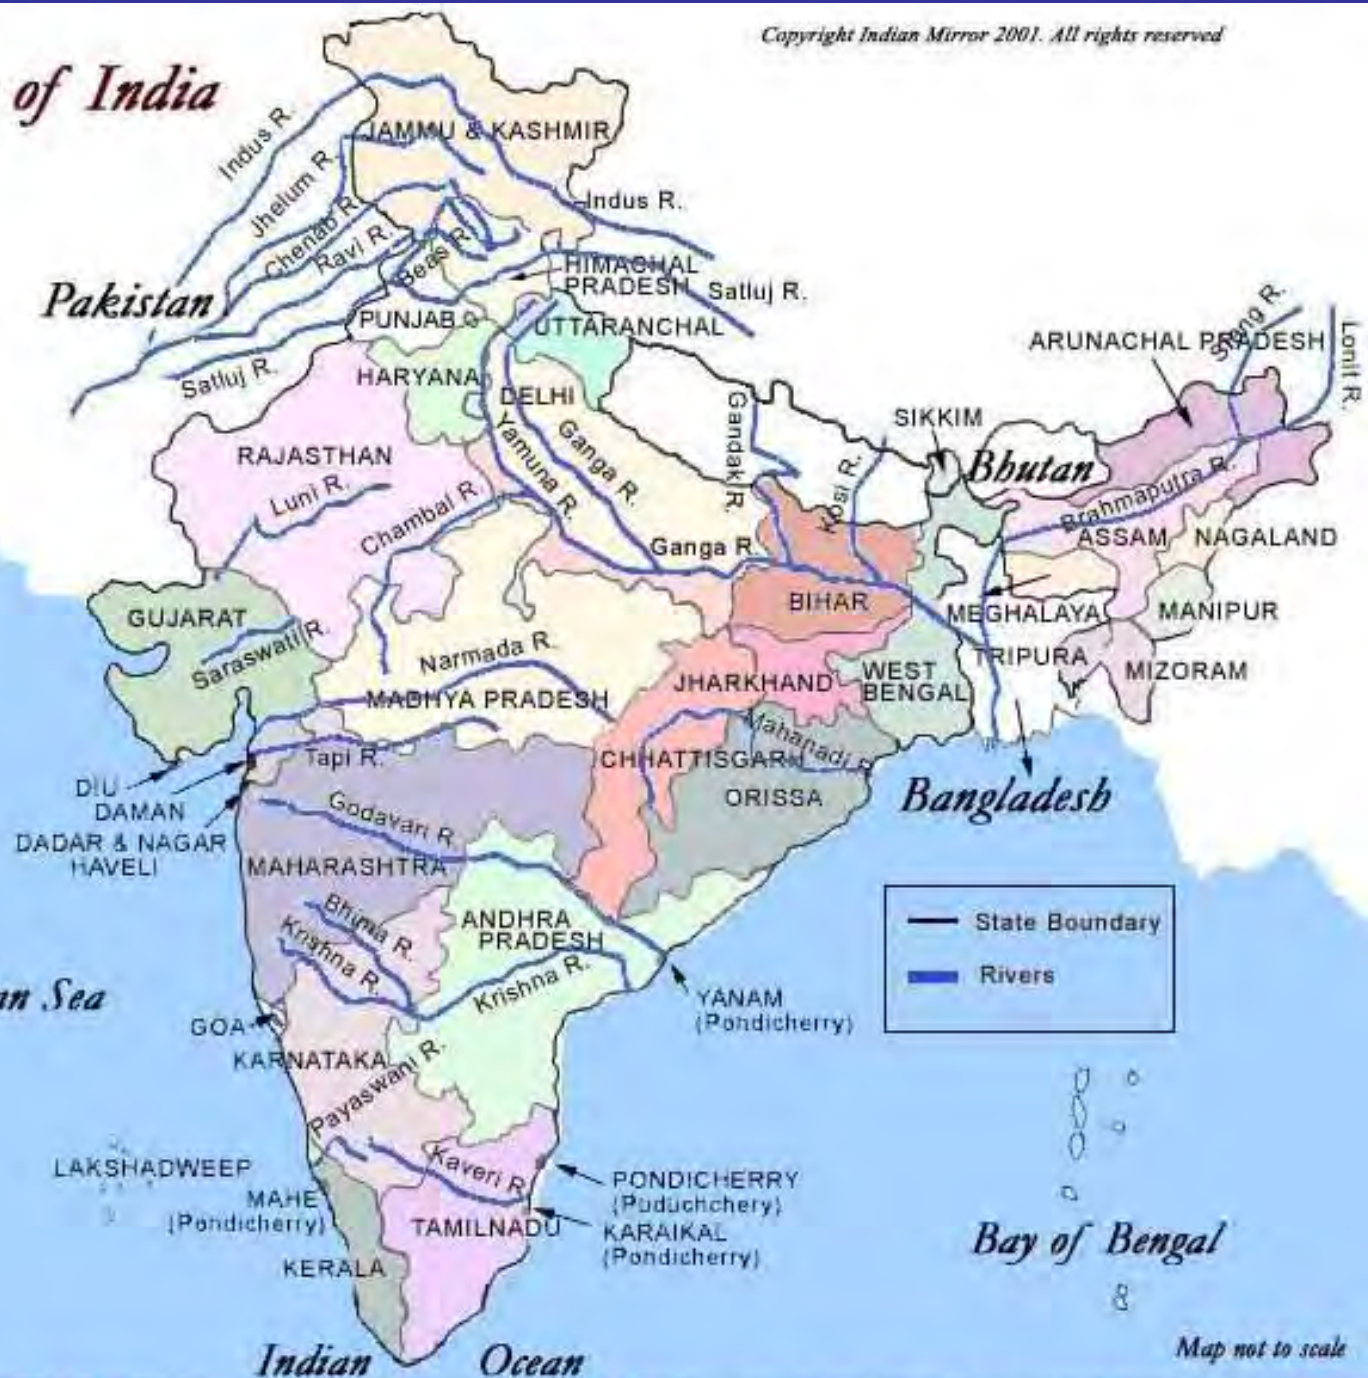 Copyright Indian Mirror 2001. All rights reserved
of India
Indus R.
JAMMU & KASHMIR
Jhelum R.
Indus R.
Chenab R.
Ravi R.
Beas R.
HIMACHAL
PRADESH
Satluj R.
Pakistan
PUNJAB
UTTARANCHAL
Siang R.
Lohil R.
ARUNACHAL PRADESH
Satluj R.
HARYANA
DELHI
Gandak R.
SIKKIM
RAJASTHAN
Yamuna R.
Ganga R.
Kosi R.
Bhutan
Luni R.
Chambal R.
Brahmaputra R.
Ganga R.
ASSAM
NAGALAND
GUJARAT
BIHAR
MEGHALAYA
MANIPUR
Saraswati R.
Narmada R.
TRIPURA
MIZORAM
MADHYA PRADESH
JHARKHAND
WEST
BENGAL
Mahanadi R.
Tapi R.
CHHATTISGARH
DIU
DAMAN
ORISSA
Bangladesh
DADAR & NAGAR
HAVELI
Godavari R.
MAHARASHTRA
State Boundary
Bhima R.
ANDHRA
PRADESH
Krishna R.
Krishna R.
Rivers
an Sea
YANAM
(Pondicherry)
GOA
KARNATAKA
Payaswani R.
LAKSHADWEEP
Kaveri R.
PONDICHERRY
(Puduchchery)
MAHE
(Pondicherry)
TAMILNADU
KARAIKAL
(Pondicherry)
KERALA
Bay of Bengal
Indian Ocean
Map not to scale